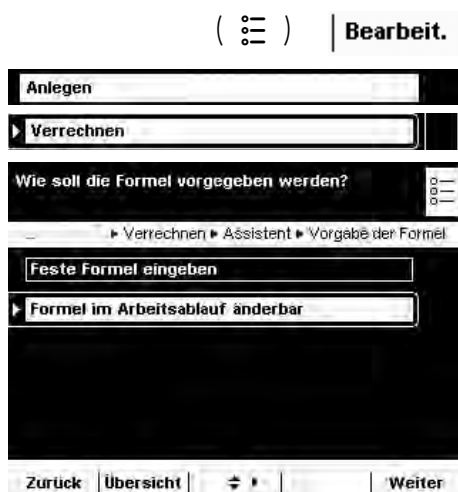 ( ) Bearbeit.
Anlegen
Verrechnen
Wie soll die Formel vorgegeben werden?
... ▸ Verrechnen ▸ Assistent ▸ Vorgabe der Formel
Feste Formel eingeben
Formel im Arbeitsablauf änderbar
Zurück Übersicht Weiter